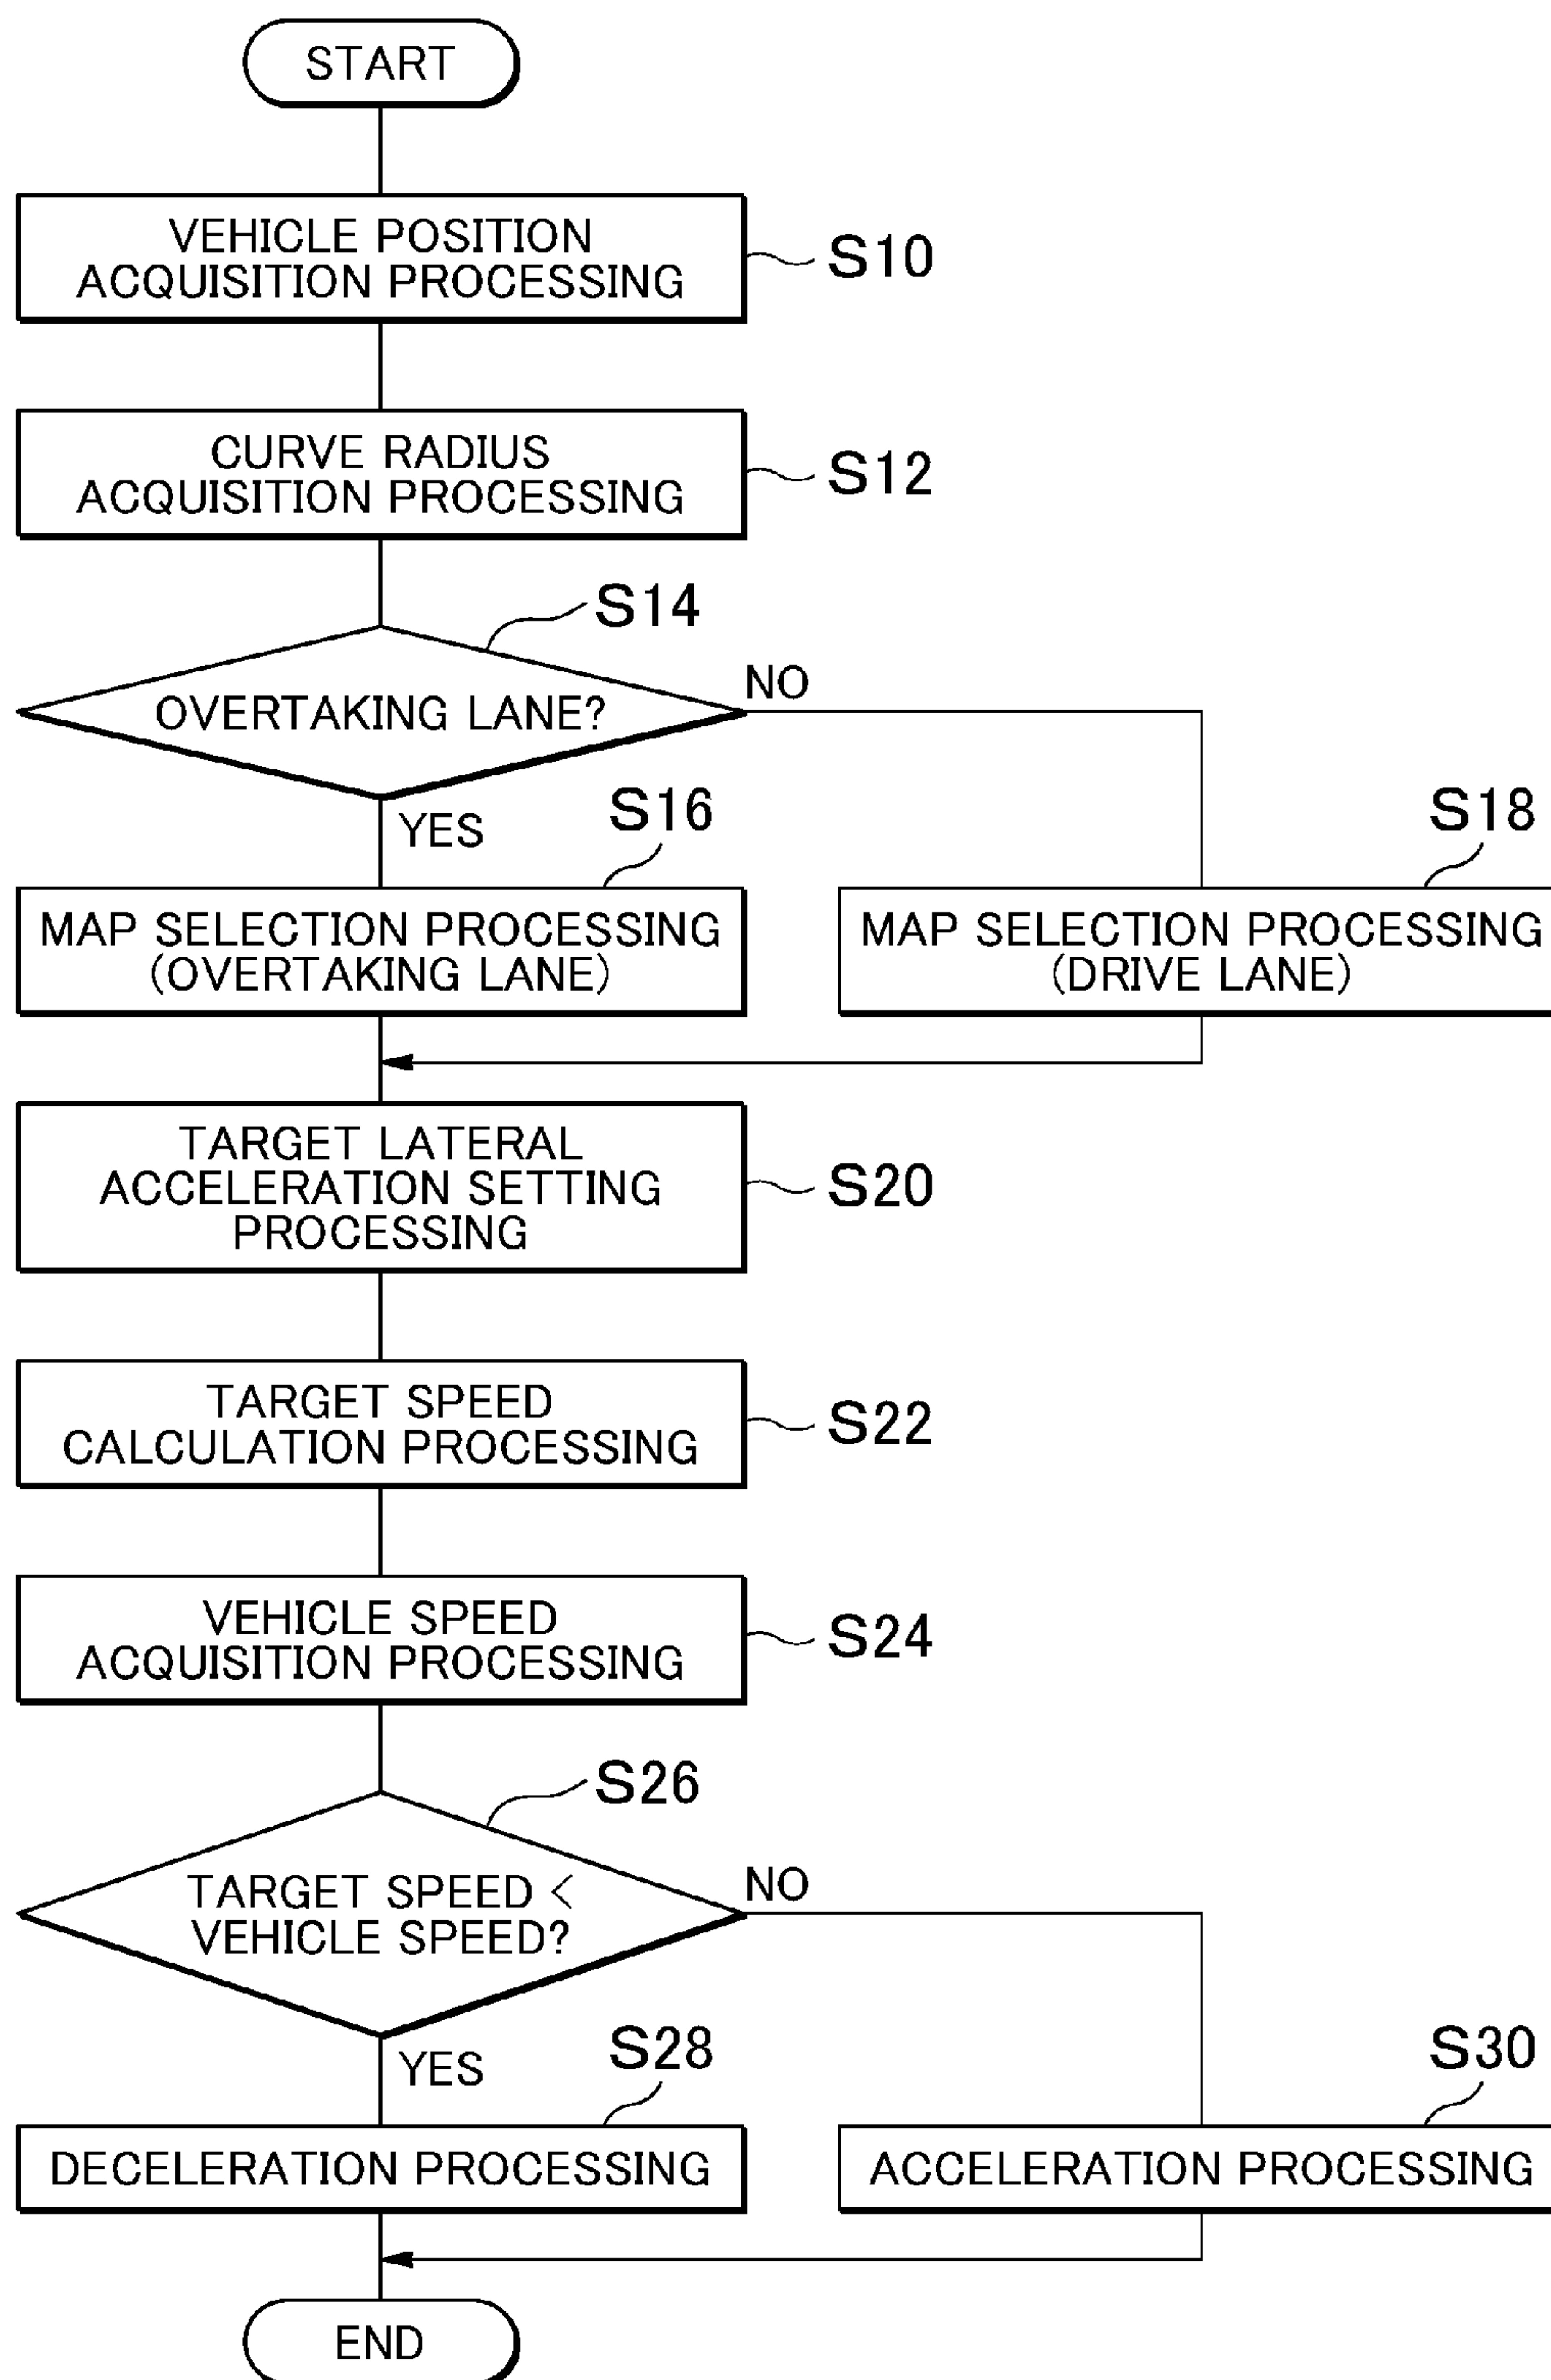 START
VEHICLE POSITION
ACQUISITION PROCESSING
S10
CURVE RADIUS
ACQUISITION PROCESSING
S12
S14
OVERTAKING LANE?
NO
YES
S16
S18
MAP SELECTION PROCESSING
(OVERTAKING LANE)
MAP SELECTION PROCESSING
(DRIVE LANE)
TARGET LATERAL
ACCELERATION SETTING
PROCESSING
S20
TARGET SPEED
CALCULATION PROCESSING
S22
VEHICLE SPEED
ACQUISITION PROCESSING
S24
S26
TARGET SPEED <
VEHICLE SPEED?
NO
YES
S28
S30
DECELERATION PROCESSING
ACCELERATION PROCESSING
END